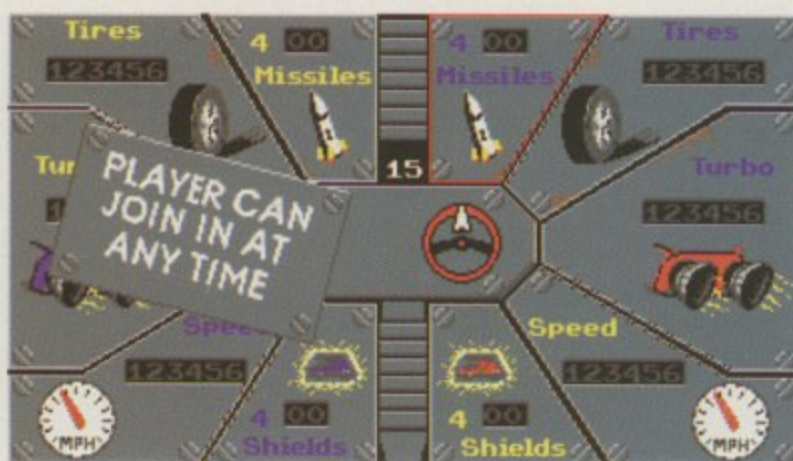 Tires
4 00
Missiles
4 00
Missiles
Tires
123456
123456
15
Turbo
123456
PLAYER CAN
JOIN IN AT
ANY TIME
Speed
123456
Speed
123456
4 00
Shields
4 00
Shields
MPH
MPH